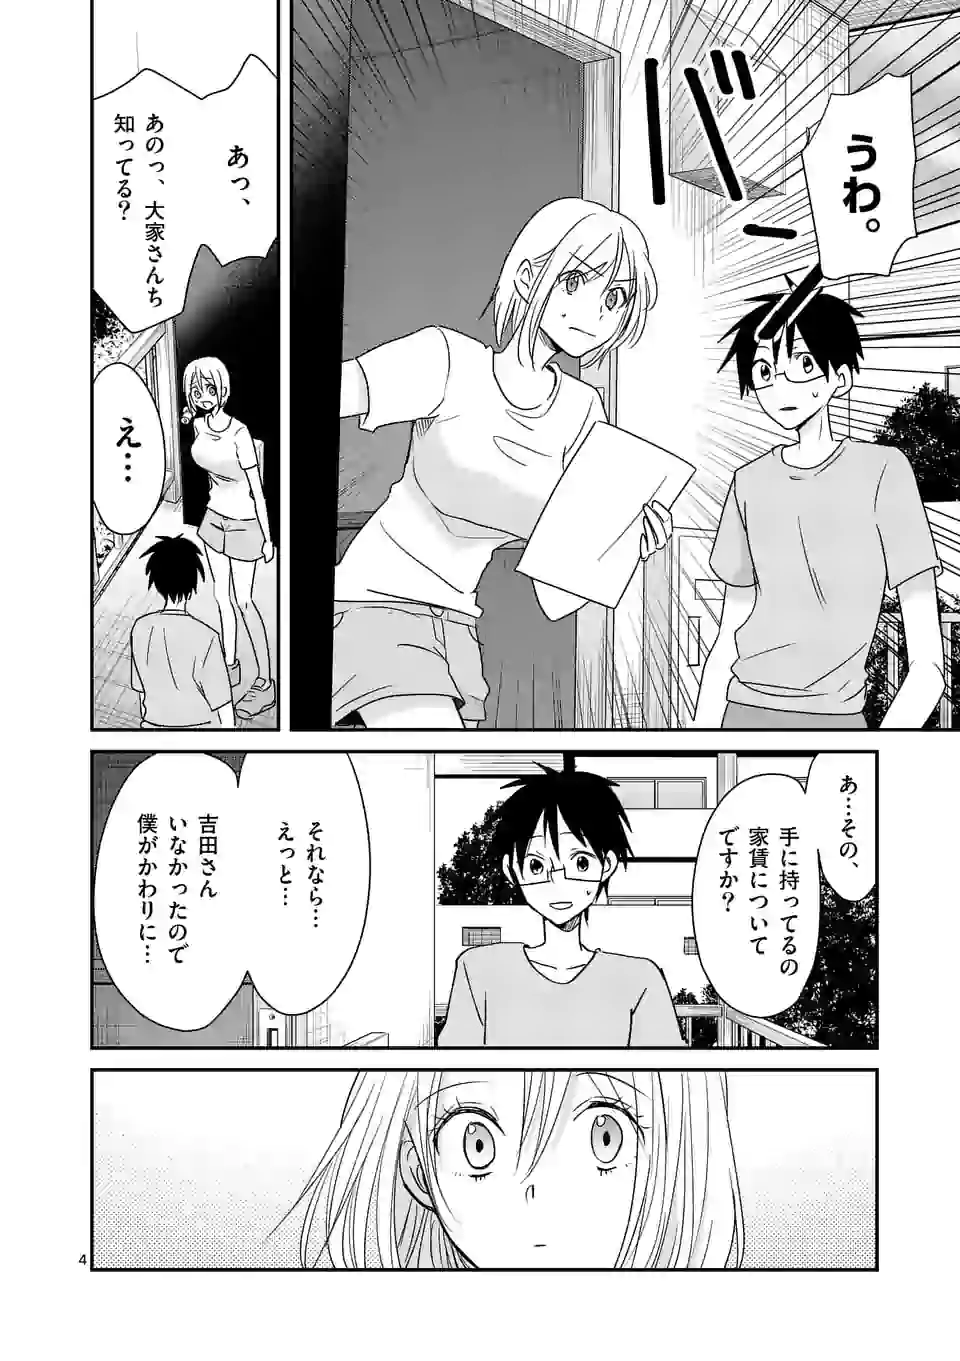 うわ。
バーン
あっ、
あのっ、大家さんち
知ってる？
え…
あ…その、
手に持ってるの
家賃について
ですか？
それなら…
えっと…
吉田さん
いなかったので
僕がかわりに…
4